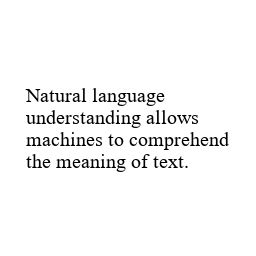 Natural language
understanding allows
machines to comprehend
the meaning of text.